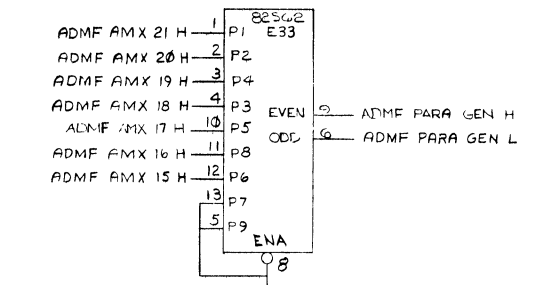 82S62
E33
ADMF AMX 21 H 1 P1
ADMF AMX 20 H 2 P2
ADMF AMX 19 H 3 P4
ADMF AMX 18 H 4 P3
ADMF AMX 17 H 10 P5
ADMF AMX 16 H 11 P8
ADMF AMX 15 H 12 P6
13 P7
5 P9
EVEN 9 ADMF PARA GEN H
ODD 6 ADMF PARA GEN L
ENA
8